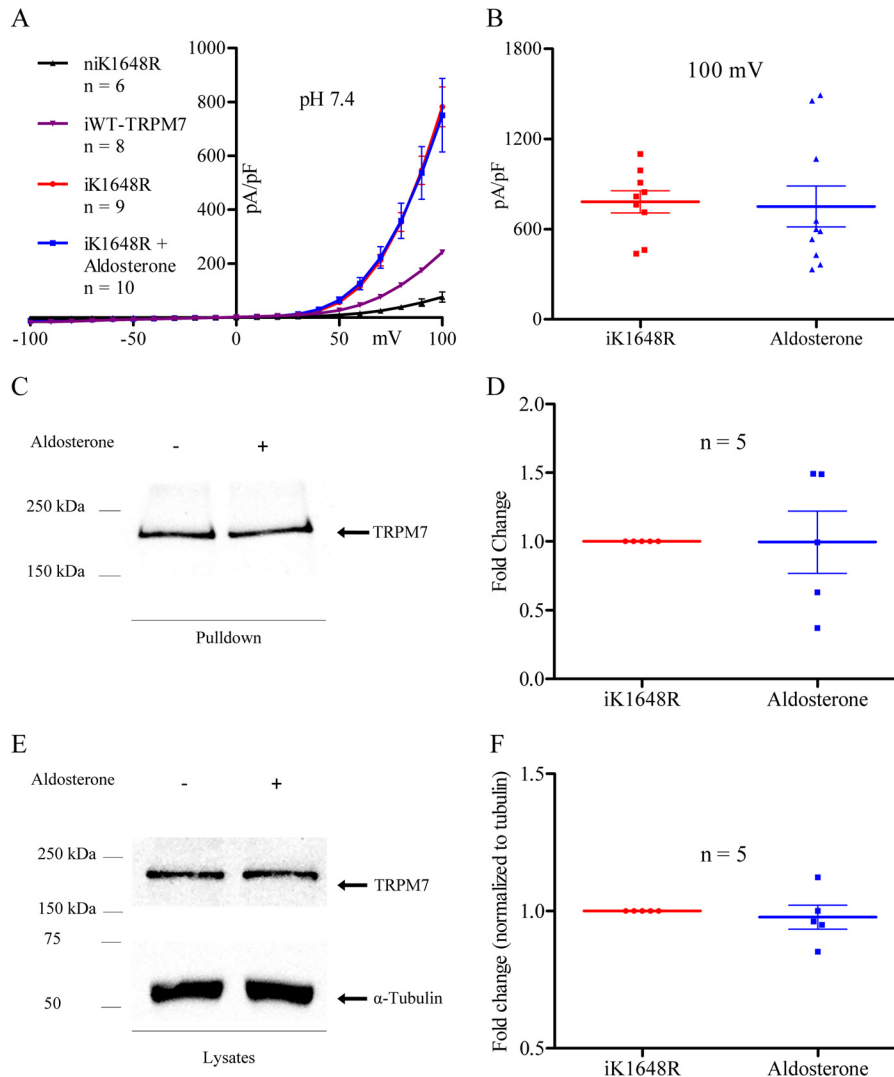 A
niK1648R
n = 6
iWT-TRPM7
n = 8
iK1648R
n = 9
iK1648R +
Aldosterone
n = 10
pH 7.4
pA/pF
1000
800
600
400
200
-100
-50
0
50
mV
100
B
100 mV
pA/pF
1800
1200
600
0
iK1648R
Aldosterone
C
Aldosterone
-
+
250 kDa
150 kDa
TRPM7
Pulldown
D
n = 5
Fold Change
2.0
1.5
1.0
0.5
0.0
iK1648R
Aldosterone
E
Aldosterone
-
+
250 kDa
150 kDa
75
50
TRPM7
α-Tubulin
Lysates
F
n = 5
Fold change (normalized to tubulin)
1.5
1.0
0.5
iK1648R
Aldosterone